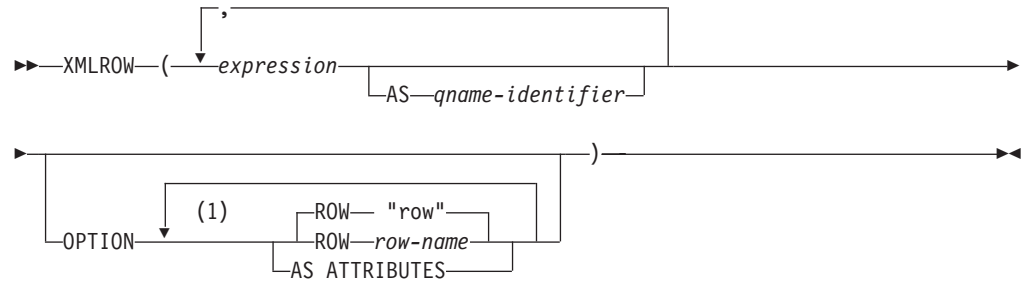 ,
XMLROW ( expression
AS qname-identifier
)
(1) ROW "row"
OPTION ROW row-name
AS ATTRIBUTES